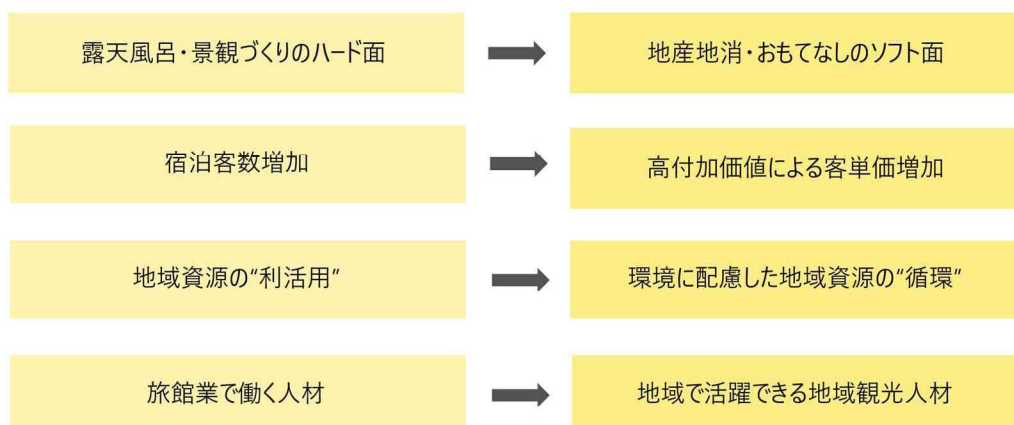 露天風呂・景観づくりのハード面
地産地消・おもてなしのソフト面
宿泊客数増加
高付加価値による客単価増加
地域資源の“利活用”
環境に配慮した地域資源の“循環”
旅館業で働く人材
地域で活躍できる地域観光人材